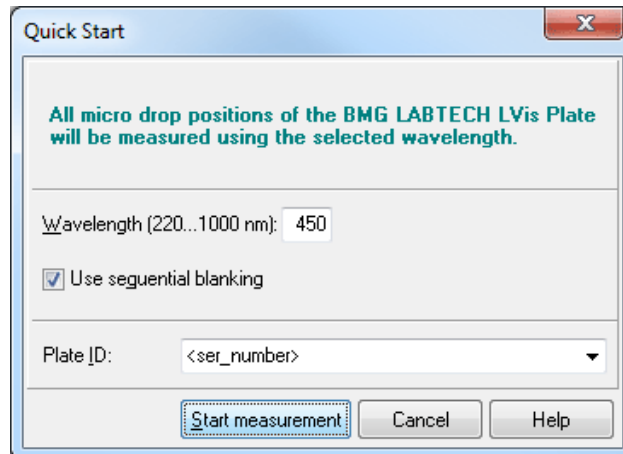 Quick Start
All micro drop positions of the BMG LABTECH LVis Plate
will be measured using the selected wavelength.
Wavelength (220...1000 nm): 450
Use seguential blanking
Plate ID: <ser_number>
Start measurement Cancel Help